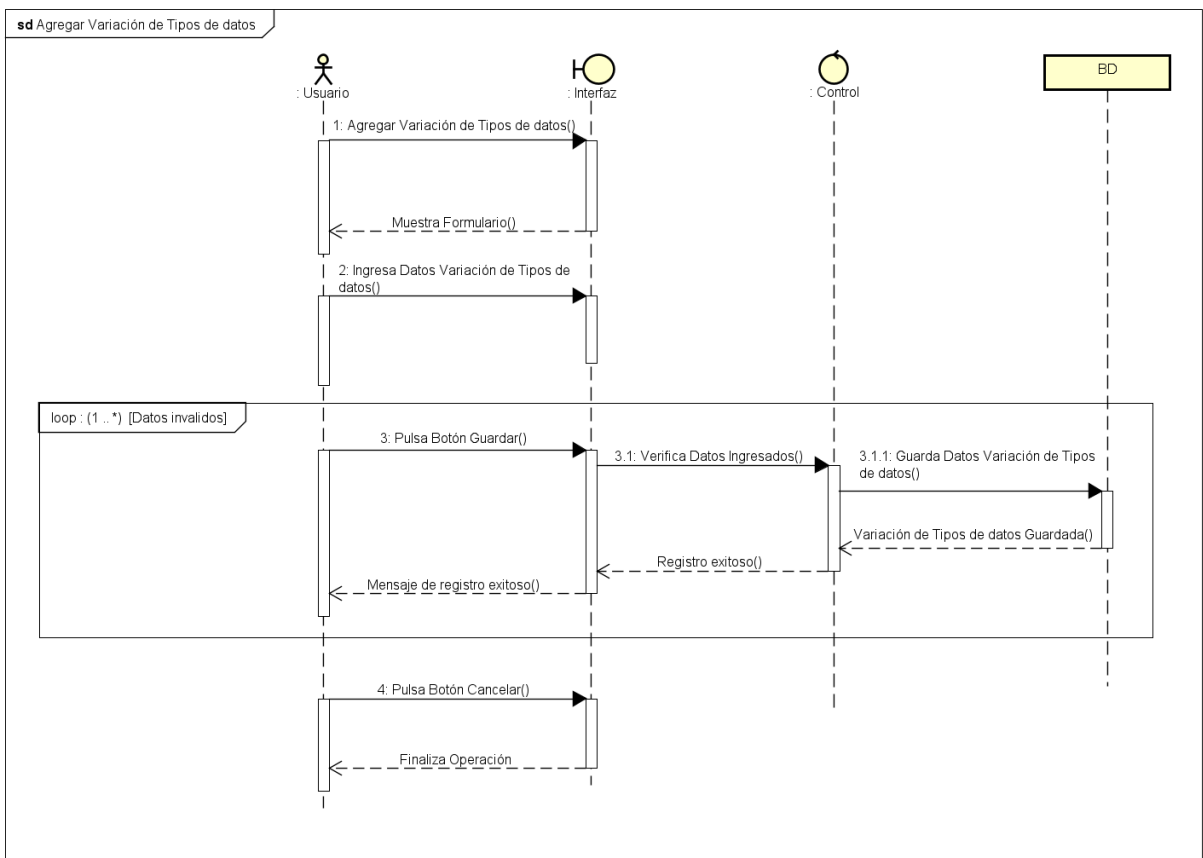 sd Agregar Variación de Tipos de datos
: Usuario
: Interfaz
: Control
BD
1: Agregar Variación de Tipos de datos()
Muestra Formulario()
2: Ingresa Datos Variación de Tipos de
datos()
loop : (1 .. *) [Datos invalidos]
3: Pulsa Botón Guardar()
3.1: Verifica Datos Ingresados()
3.1.1: Guarda Datos Variación de Tipos
de datos()
Variación de Tipos de datos Guardada()
Registro exitoso()
Mensaje de registro exitoso()
4: Pulsa Botón Cancelar()
Finaliza Operación